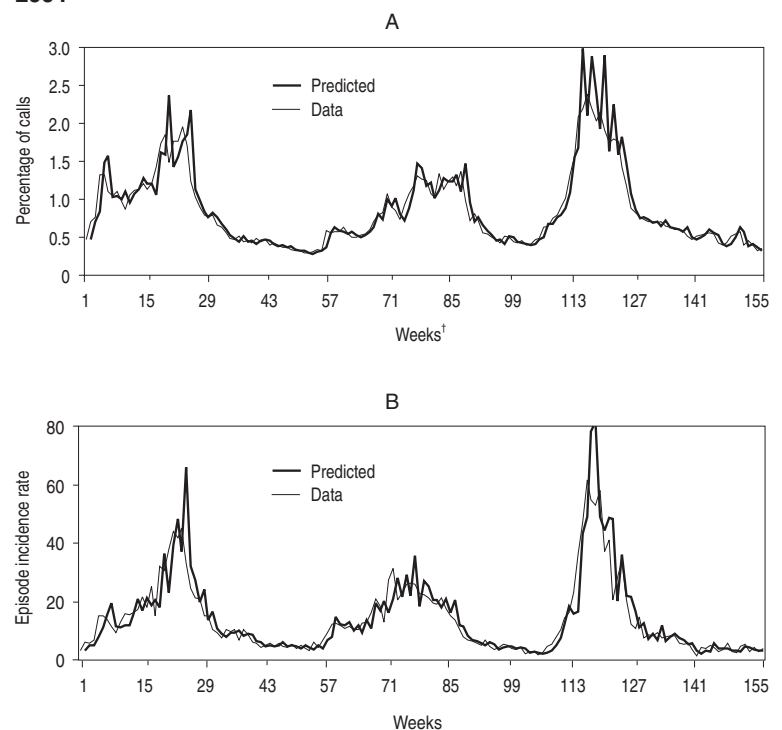 A
3.0
2.5
2.0
1.5
1.0
0.5
0
Percentage of calls
Predicted
Data
1 15 29 43 57 71 85 99 113 127 141 155
Weeks†
B
80
60
40
20
0
Episode incidence rate
Predicted
Data
1 15 29 43 57 71 85 99 113 127 141 155
Weeks